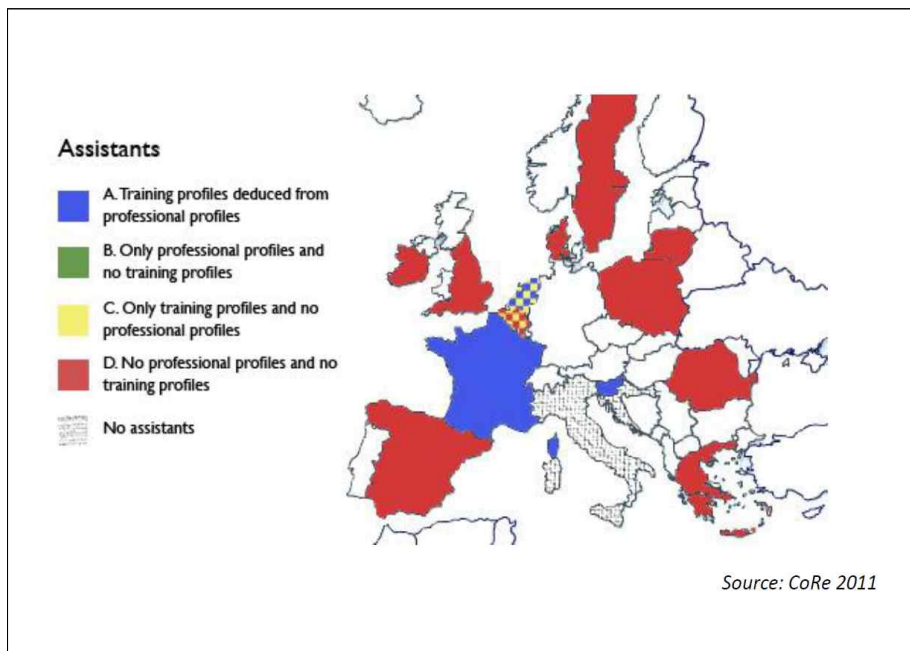 Assistants
A. Training profiles deduced from
professional profiles
B. Only professional profiles and
no training profiles
C. Only training profiles and no
professional profiles
D. No professional profiles and no
training profiles
No assistants
Source: CoRe 2011